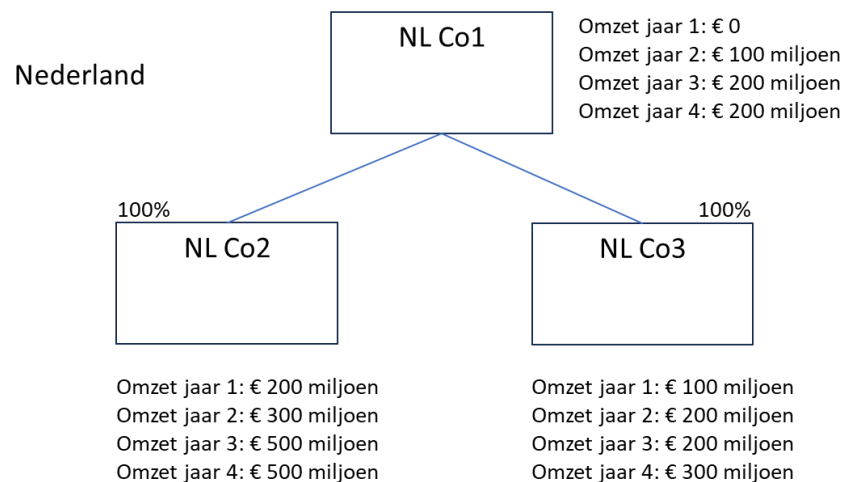 NL Co1
Omzet jaar 1: € 0
Omzet jaar 2: € 100 miljoen
Omzet jaar 3: € 200 miljoen
Omzet jaar 4: € 200 miljoen
Nederland
100%
100%
NL Co2
NL Co3
Omzet jaar 1: € 200 miljoen
Omzet jaar 2: € 300 miljoen
Omzet jaar 3: € 500 miljoen
Omzet jaar 4: € 500 miljoen
Omzet jaar 1: € 100 miljoen
Omzet jaar 2: € 200 miljoen
Omzet jaar 3: € 200 miljoen
Omzet jaar 4: € 300 miljoen